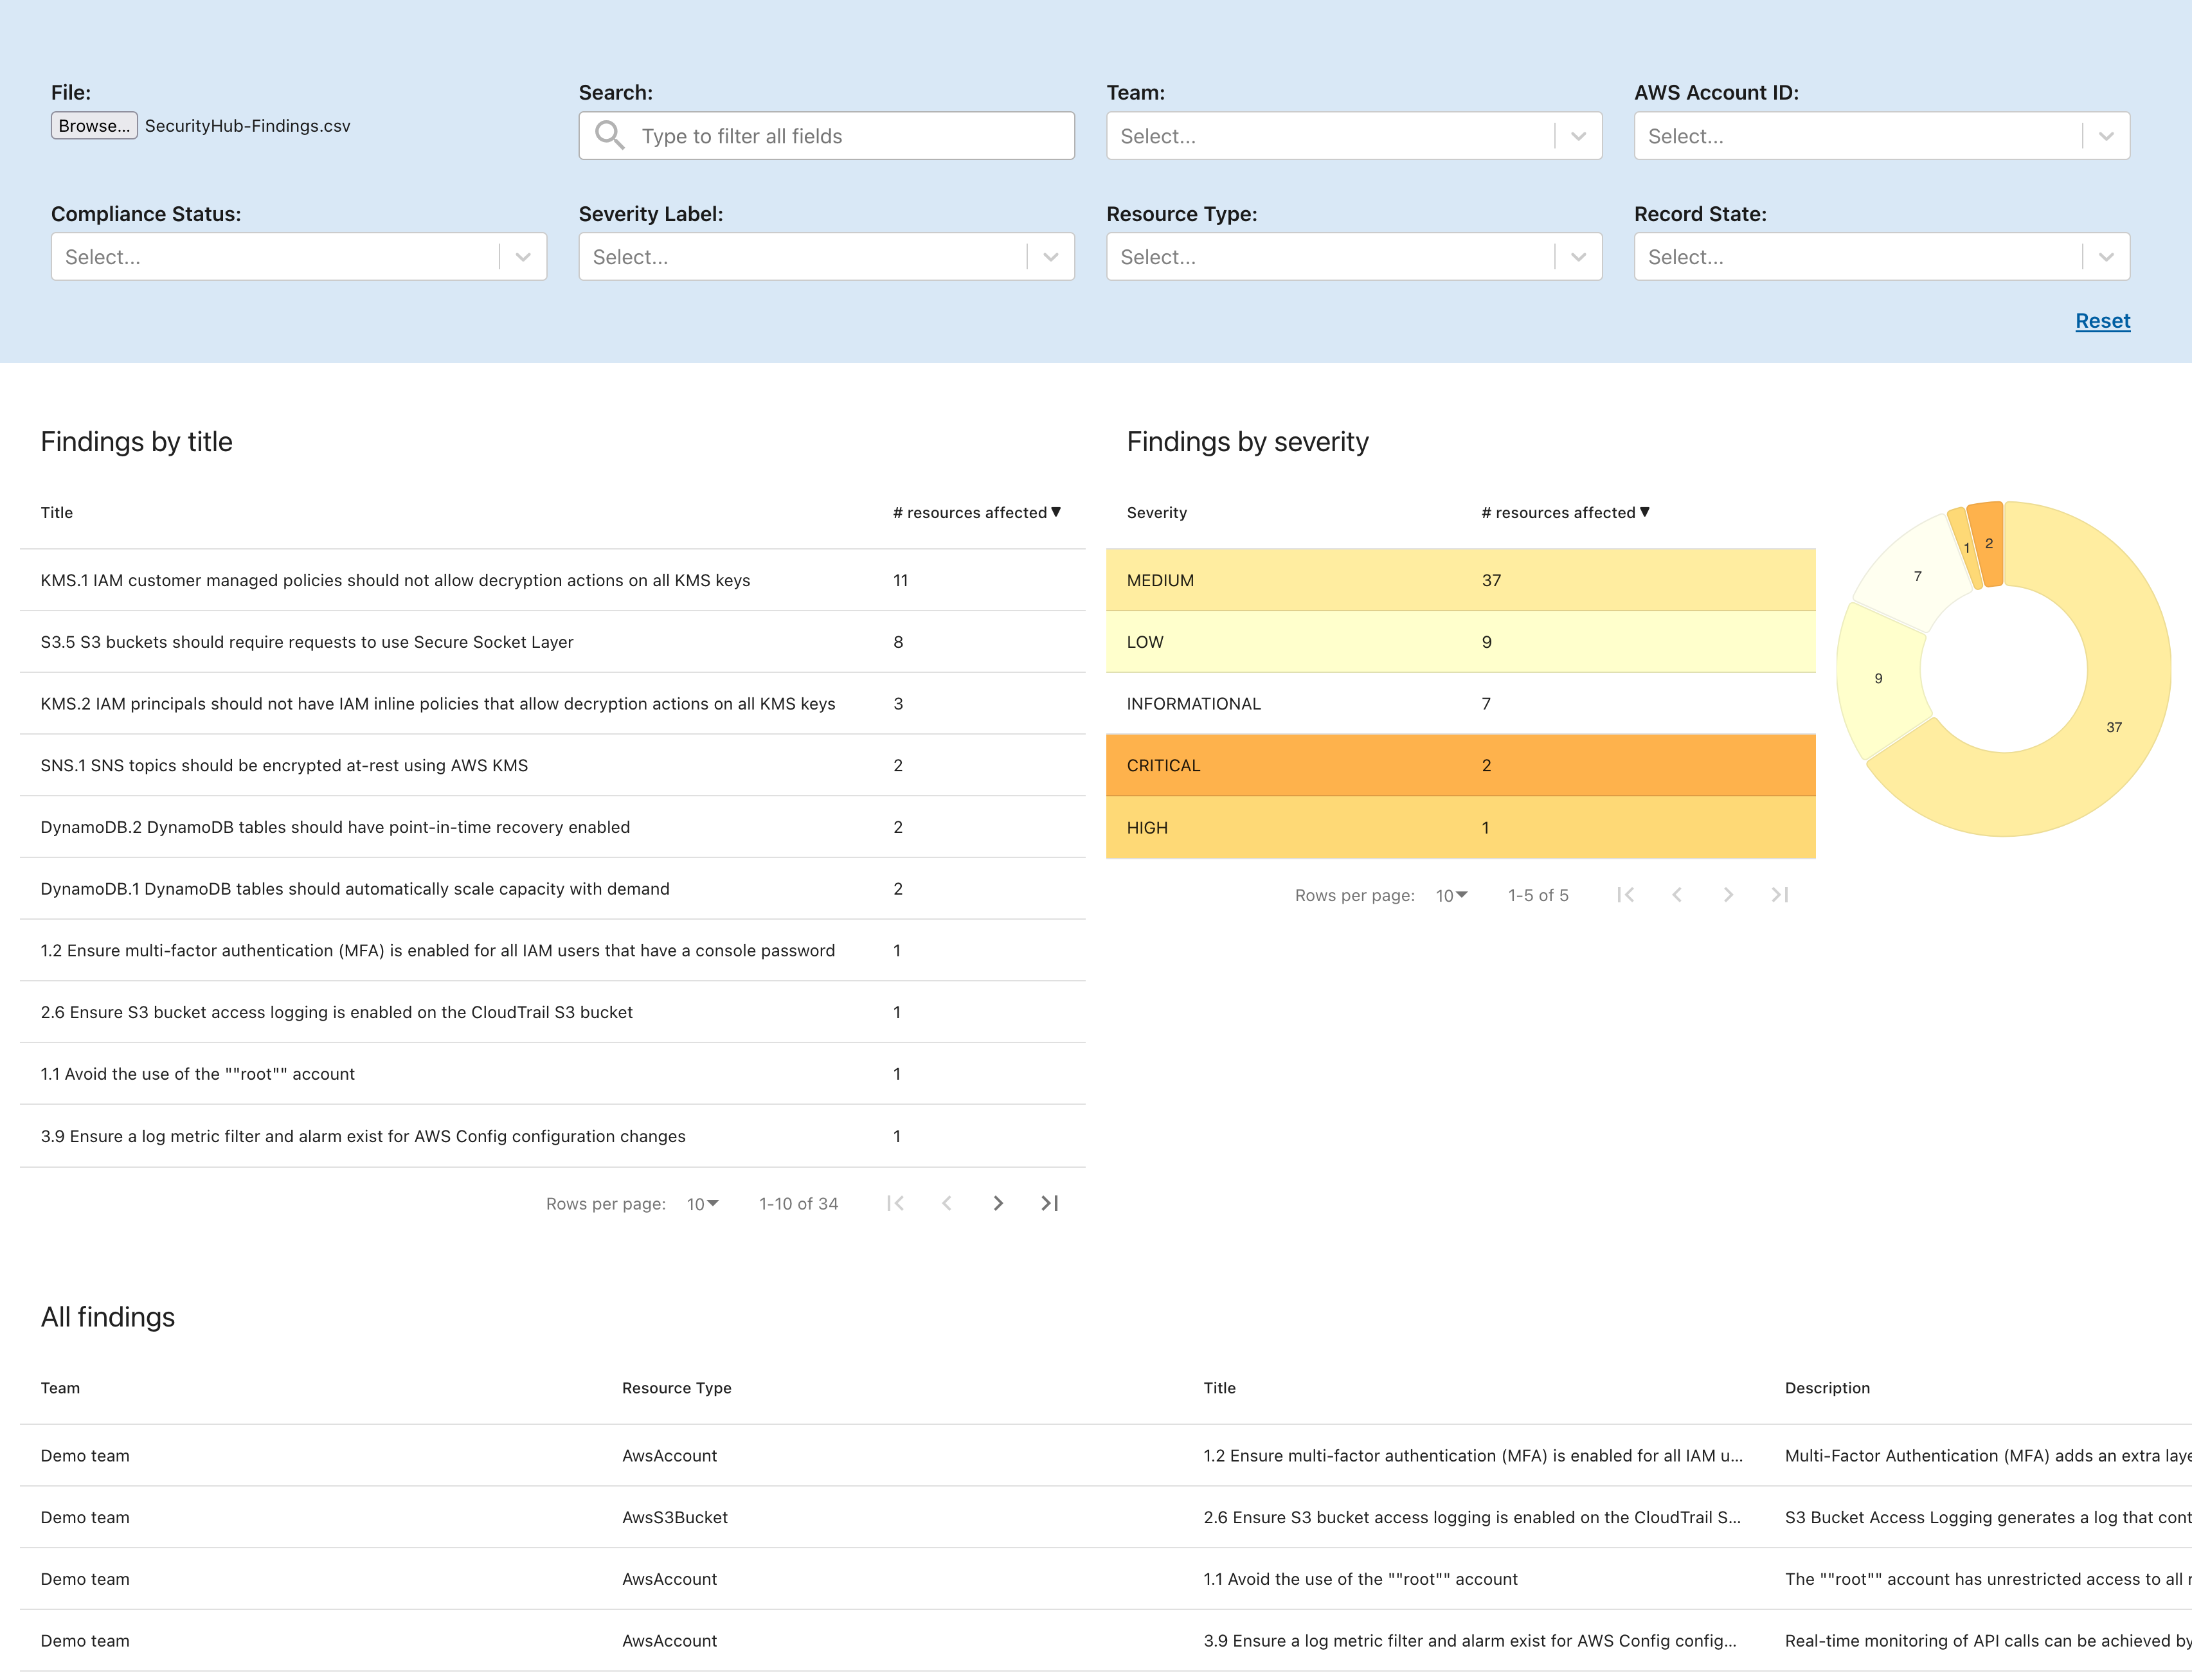 File:
Browse... SecurityHub-Findings.csv
Search:
Type to filter all fields
Team:
Select...
AWS Account ID:
Select...
Compliance Status:
Select...
Severity Label:
Select...
Resource Type:
Select...
Record State:
Select...
Reset
Findings by title
Title # resources affected ▼
KMS.1 IAM customer managed policies should not allow decryption actions on all KMS keys 11
S3.5 S3 buckets should require requests to use Secure Socket Layer 8
KMS.2 IAM principals should not have IAM inline policies that allow decryption actions on all KMS keys 3
SNS.1 SNS topics should be encrypted at-rest using AWS KMS 2
DynamoDB.2 DynamoDB tables should have point-in-time recovery enabled 2
DynamoDB.1 DynamoDB tables should automatically scale capacity with demand 2
1.2 Ensure multi-factor authentication (MFA) is enabled for all IAM users that have a console password 1
2.6 Ensure S3 bucket access logging is enabled on the CloudTrail S3 bucket 1
1.1 Avoid the use of the ""root"" account 1
3.9 Ensure a log metric filter and alarm exist for AWS Config configuration changes 1
Rows per page: 10 1-10 of 34
Findings by severity
Severity # resources affected ▼
MEDIUM 37
LOW 9
INFORMATIONAL 7
CRITICAL 2
HIGH 1
Rows per page: 10 1-5 of 5
1 2
7
9
37
All findings
Team Resource Type Title Description
Demo team AwsAccount 1.2 Ensure multi-factor authentication (MFA) is enabled for all IAM u... Multi-Factor Authentication (MFA) adds an extra laye
Demo team AwsS3Bucket 2.6 Ensure S3 bucket access logging is enabled on the CloudTrail S... S3 Bucket Access Logging generates a log that cont
Demo team AwsAccount 1.1 Avoid the use of the ""root"" account The ""root"" account has unrestricted access to all r
Demo team AwsAccount 3.9 Ensure a log metric filter and alarm exist for AWS Config config... Real-time monitoring of API calls can be achieved by